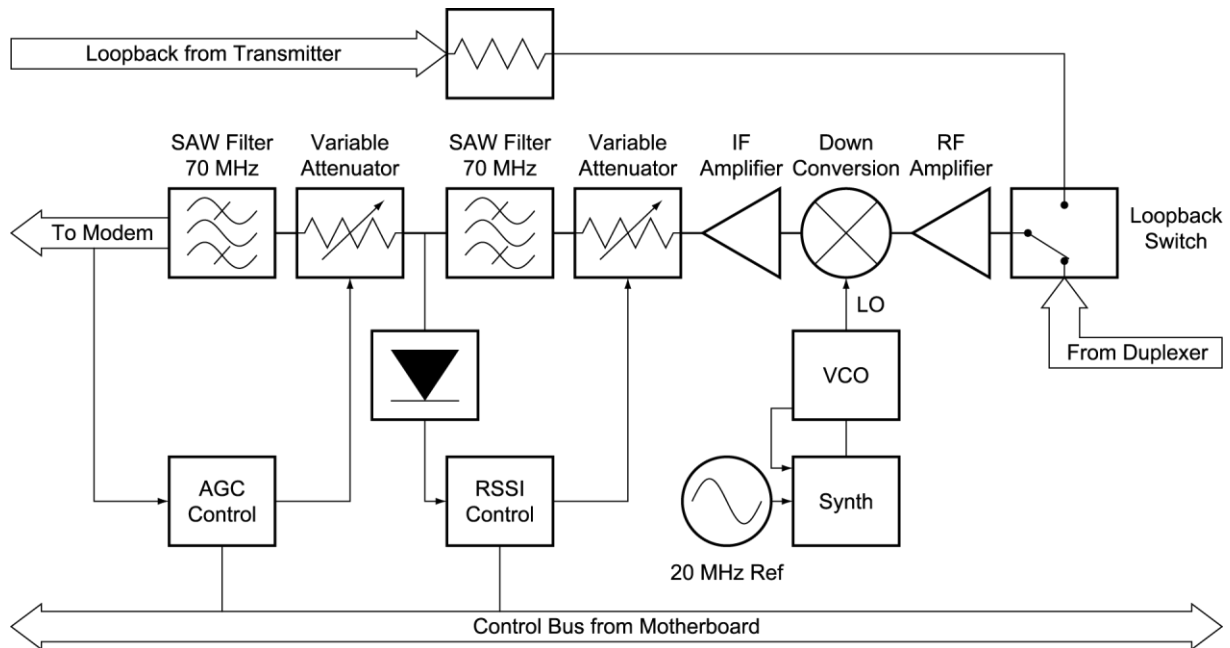 Loopback from Transmitter
SAW Filter
70 MHz
Variable
Attenuator
SAW Filter
70 MHz
Variable
Attenuator
IF
Amplifier
Down
Conversion
RF
Amplifier
Loopback
Switch
To Modem
LO
From Duplexer
VCO
AGC
Control
RSSI
Control
Synth
20 MHz Ref
Control Bus from Motherboard